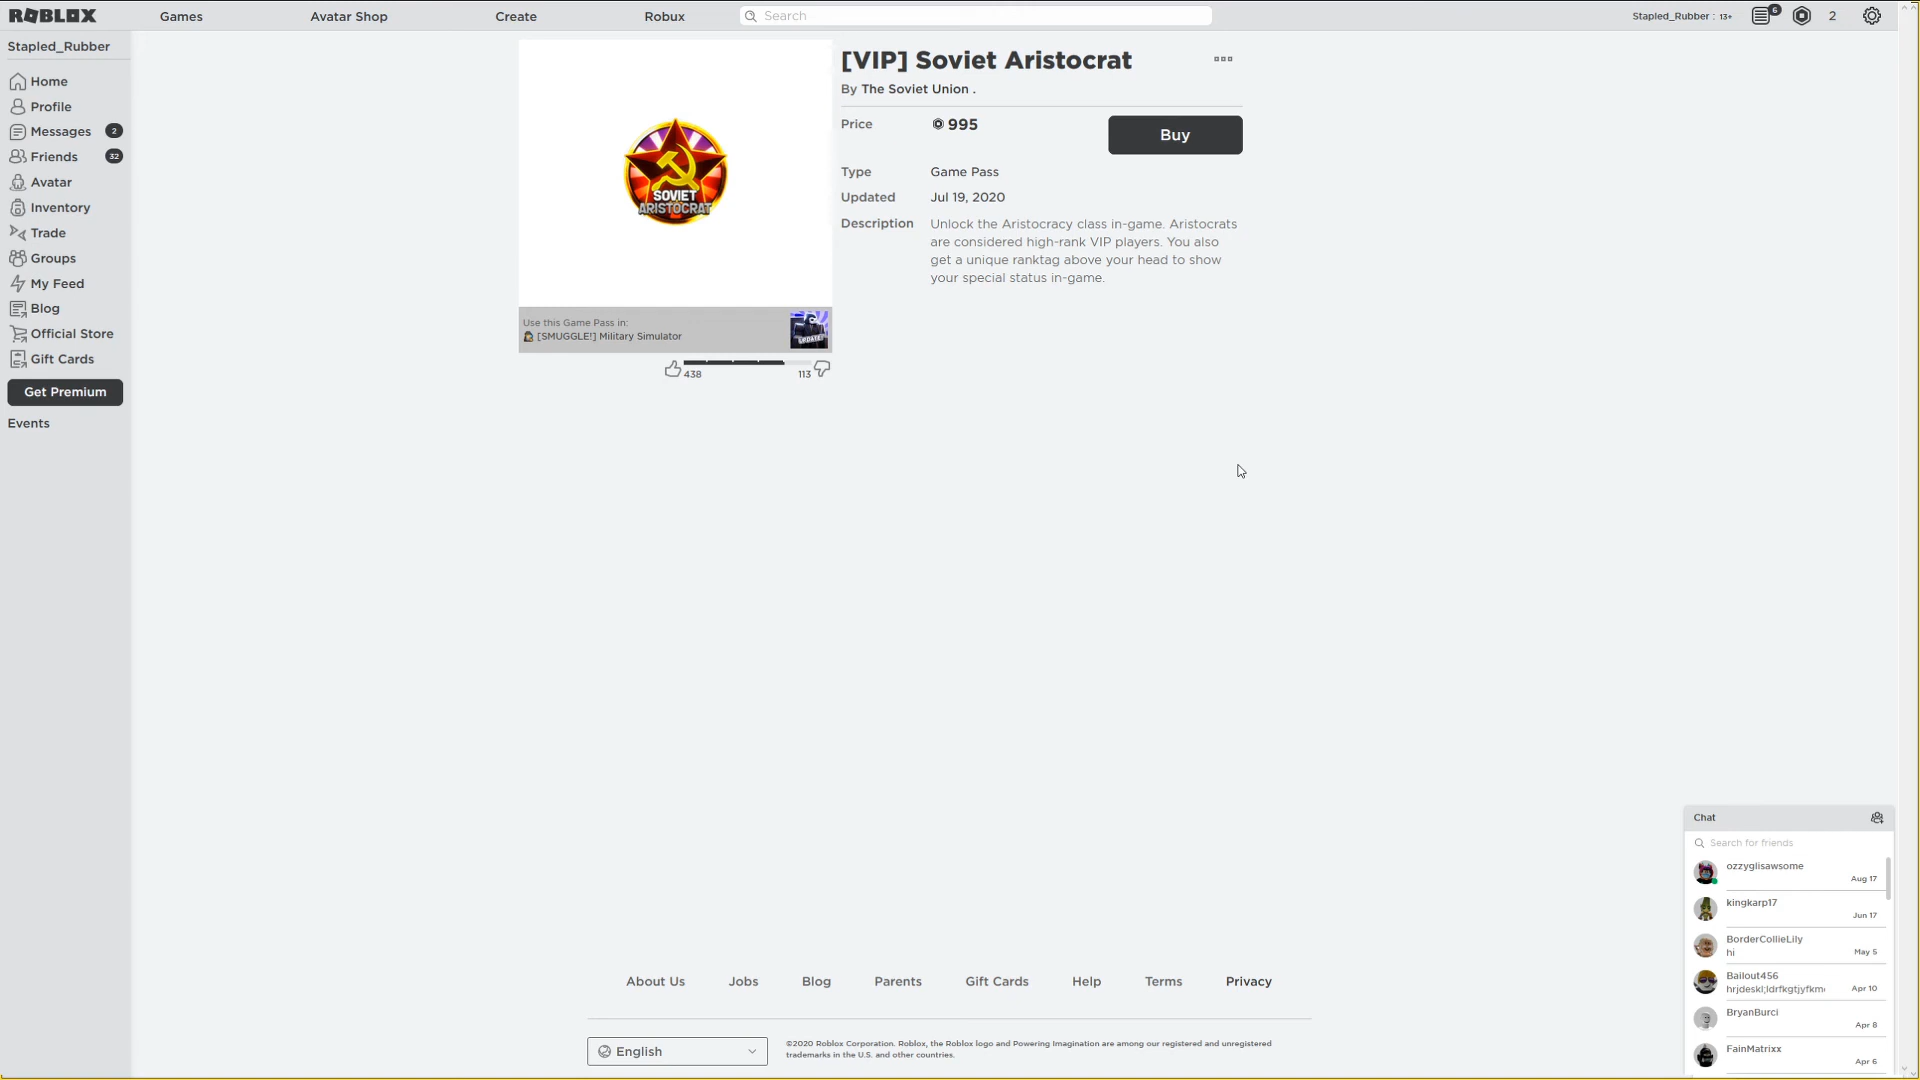 ROBLOX
Games
Avatar Shop
Create
Robux
Search
Stapled_Rubber : 13+
6
2
Stapled_Rubber
Home
Profile
Messages 2
Friends 32
Avatar
Inventory
Trade
Groups
My Feed
Blog
Official Store
Gift Cards
Get Premium
Events
SOVIET
ARISTOCRAT
Use this Game Pass in:
[SMUGGLE!] Military Simulator
UPDATE
438
113
[VIP] Soviet Aristocrat
By The Soviet Union .
Price 995
Buy
Type Game Pass
Updated Jul 19, 2020
Description Unlock the Aristocracy class in-game. Aristocrats
are considered high-rank VIP players. You also
get a unique ranktag above your head to show
your special status in-game.
Chat
Search for friends
ozzyglisawsome
Aug 17
kingkarp17
Jun 17
BorderCollieLily
hi May 5
Bailout456
hrjdeskl;ldrfkgtjyfkm Apr 10
BryanBurci
Apr 8
FainMatrixx
Apr 6
About Us
Jobs
Blog
Parents
Gift Cards
Help
Terms
Privacy
English
©2020 Roblox Corporation. Roblox, the Roblox logo and Powering Imagination are among our registered and unregistered
trademarks in the U.S. and other countries.